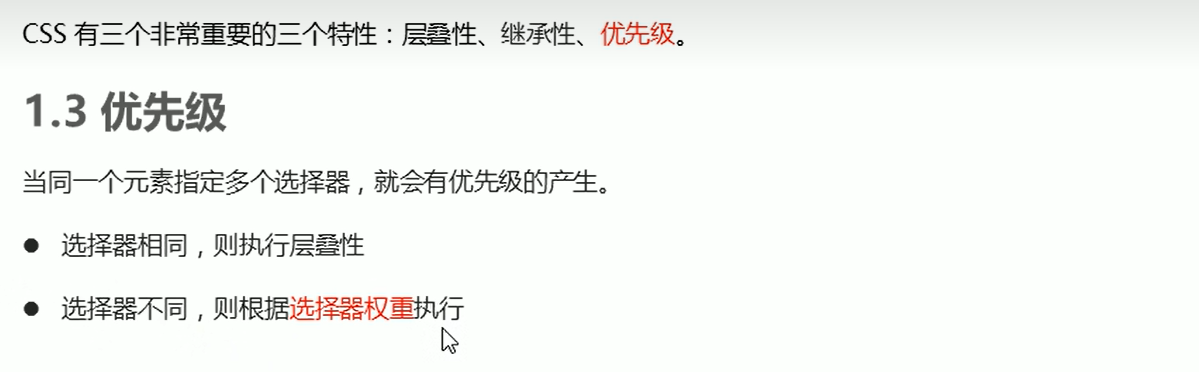 CSS 有三个非常重要的三个特性：层叠性、继承性、优先级。
1.3 优先级
当同一个元素指定多个选择器，就会有优先级的产生。
● 选择器相同，则执行层叠性
● 选择器不同，则根据选择器权重执行